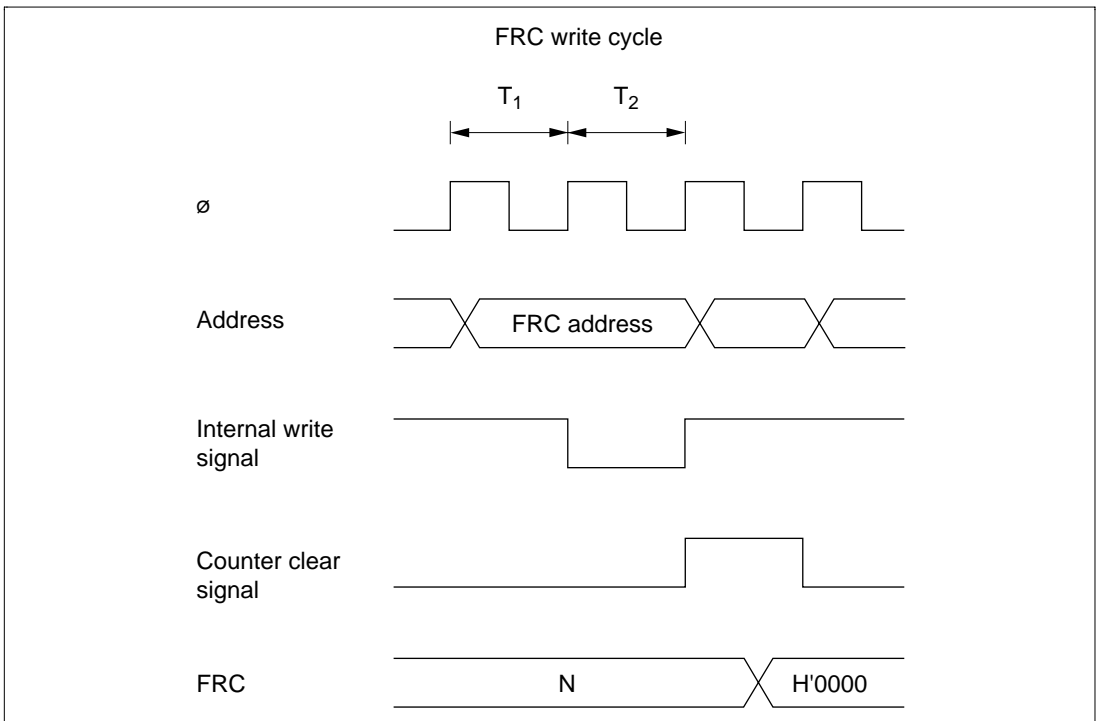 FRC write cycle
T1 T2
ø
Address
FRC address
Internal write
signal
Counter clear
signal
FRC
N
H'0000